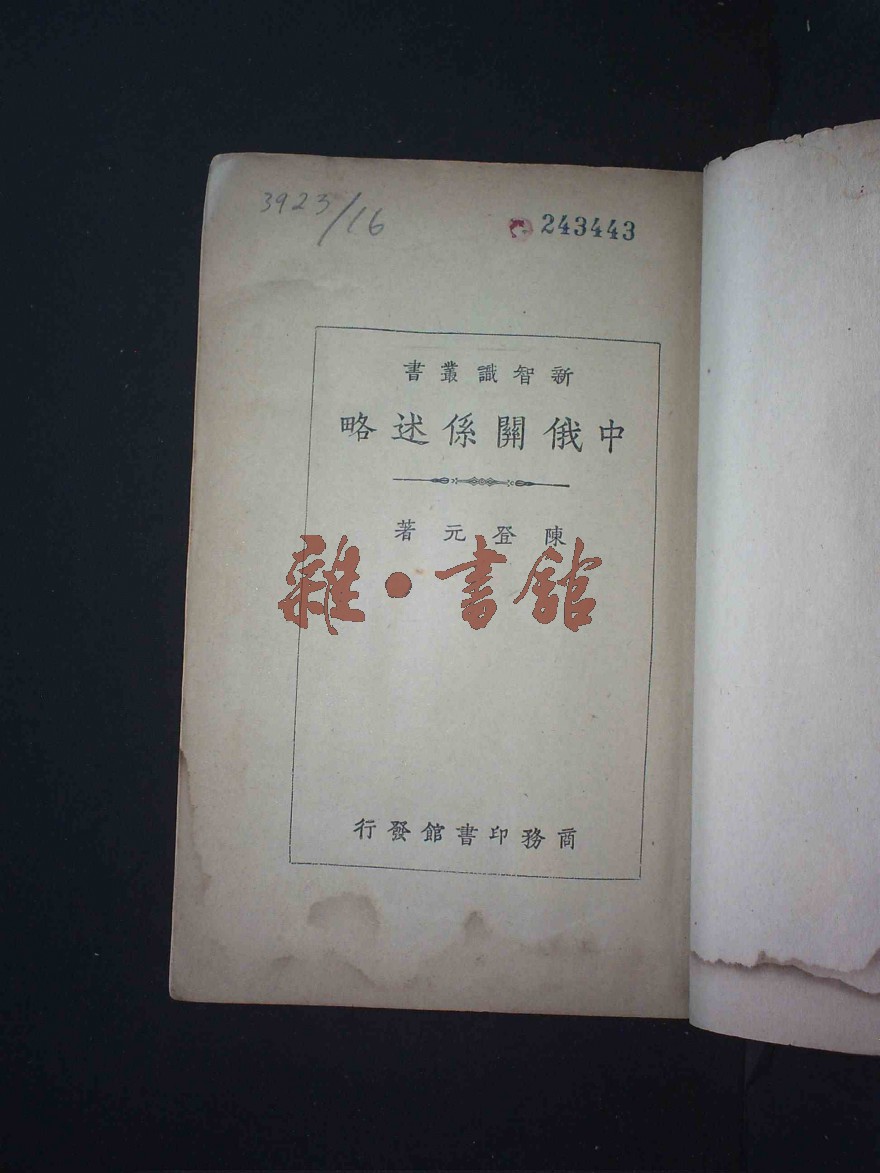 3923/16
243443
新智識叢書
中俄關係述略
陳登元著
雜·書館
商務印書館發行